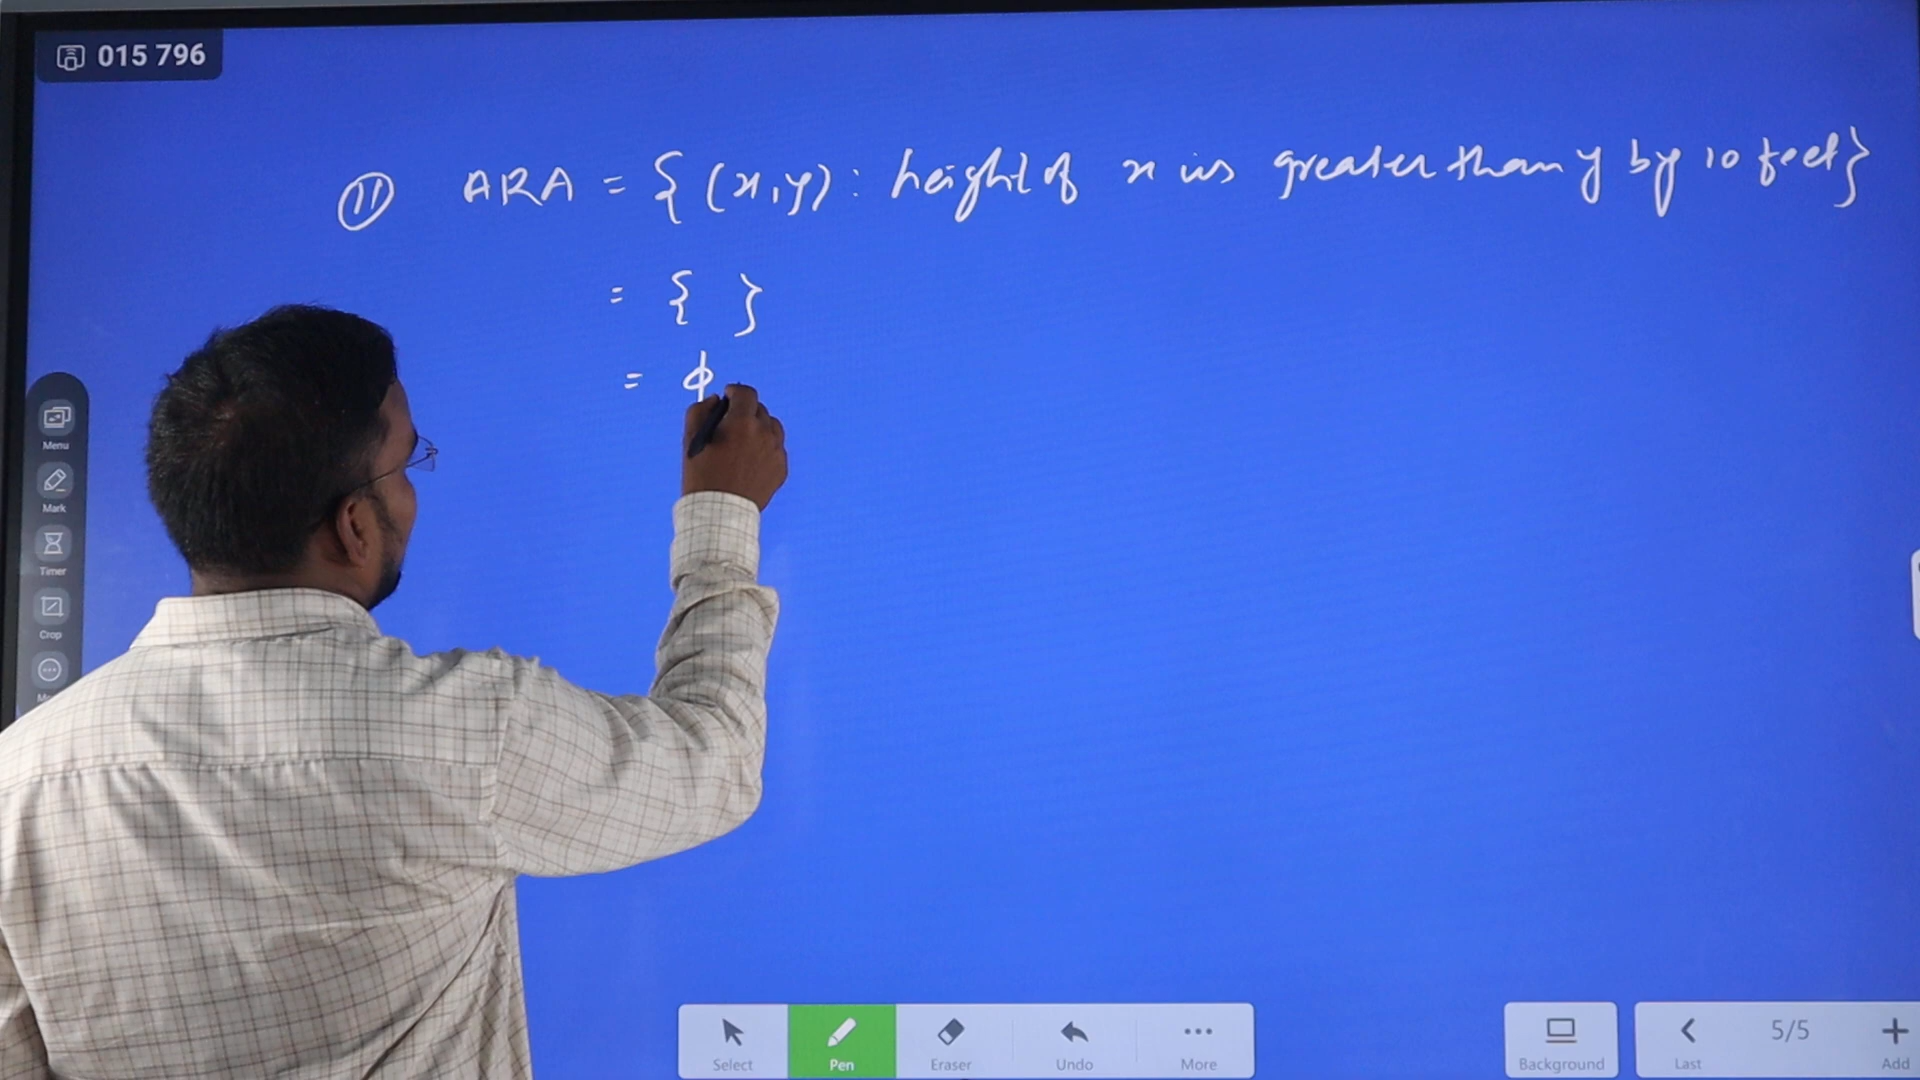 015 796
⑪ ARA = {(x,y): height of x is greater than y by 10 feet}
= { }
= ϕ
Menu
Mark
Timer
Crop
Select
Pen
Eraser
Undo
More
Background
Last
5/5
Add